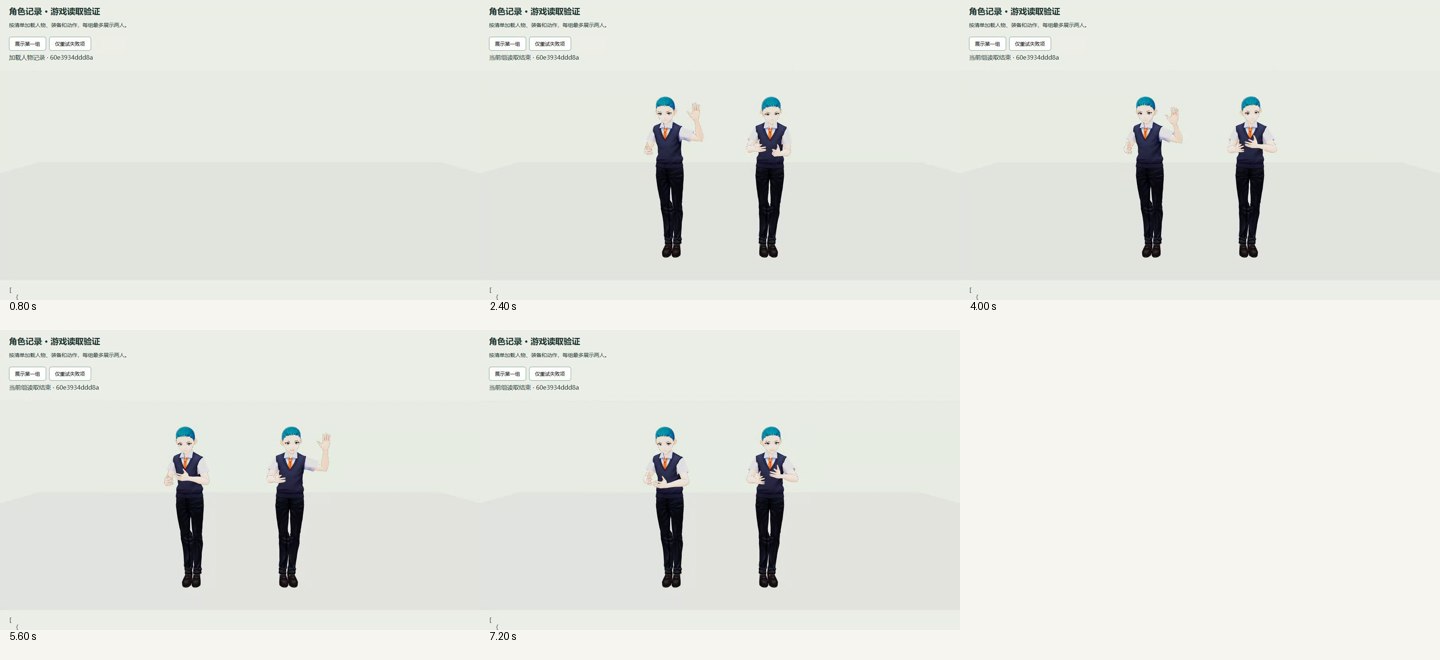 角色记录·游戏读取验证
按清单加载人物、装备和动作，每组最多展示两人。
展示第一组 仅重试失败项
加载人物记录 · 60e3934ddd8a
[
{
0.80 s
角色记录·游戏读取验证
按清单加载人物、装备和动作，每组最多展示两人。
展示第一组 仅重试失败项
当前组读取结束 · 60e3934ddd8a
[
{
2.40 s
角色记录·游戏读取验证
按清单加载人物、装备和动作，每组最多展示两人。
展示第一组 仅重试失败项
当前组读取结束 · 60e3934ddd8a
[
{
4.00 s
角色记录·游戏读取验证
按清单加载人物、装备和动作，每组最多展示两人。
展示第一组 仅重试失败项
当前组读取结束 · 60e3934ddd8a
[
{
5.60 s
角色记录·游戏读取验证
按清单加载人物、装备和动作，每组最多展示两人。
展示第一组 仅重试失败项
当前组读取结束 · 60e3934ddd8a
[
{
7.20 s